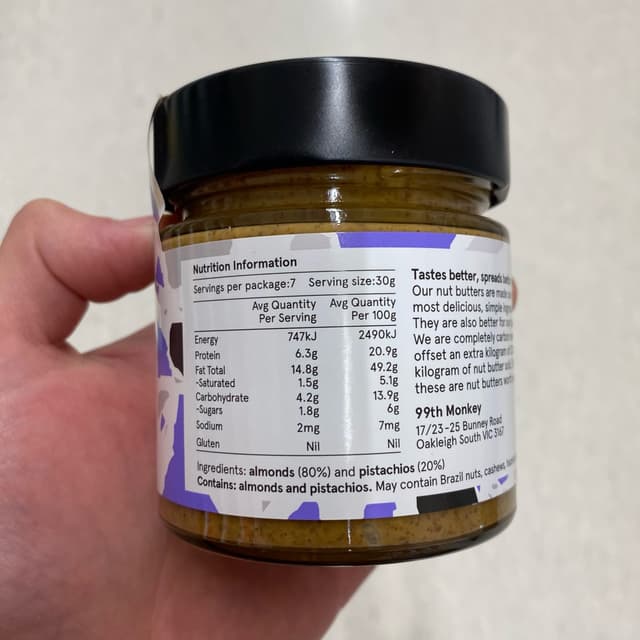 Nutrition Information
Servings per package:7 Serving size:30g
Avg Quantity Per Serving Avg Quantity Per 100g
Energy 747kJ 2490kJ
Protein 6.3g 20.9g
Fat Total 14.8g 49.2g
-Saturated 1.5g 5.1g
Carbohydrate 4.2g 13.9g
-Sugars 1.8g 6g
Sodium 2mg 7mg
Gluten Nil Nil
Ingredients: almonds (80%) and pistachios (20%)
Contains: almonds and pistachios. May contain Brazil nuts, cashews,
Tastes better, spreads
Our nut butters are made
most delicious, simple
They are also better for
We are completely
offset an extra kilogram of
kilogram of nut butter
these are nut butters
99th Monkey
17/23-25 Bunney Road
Oakleigh South VIC 3167